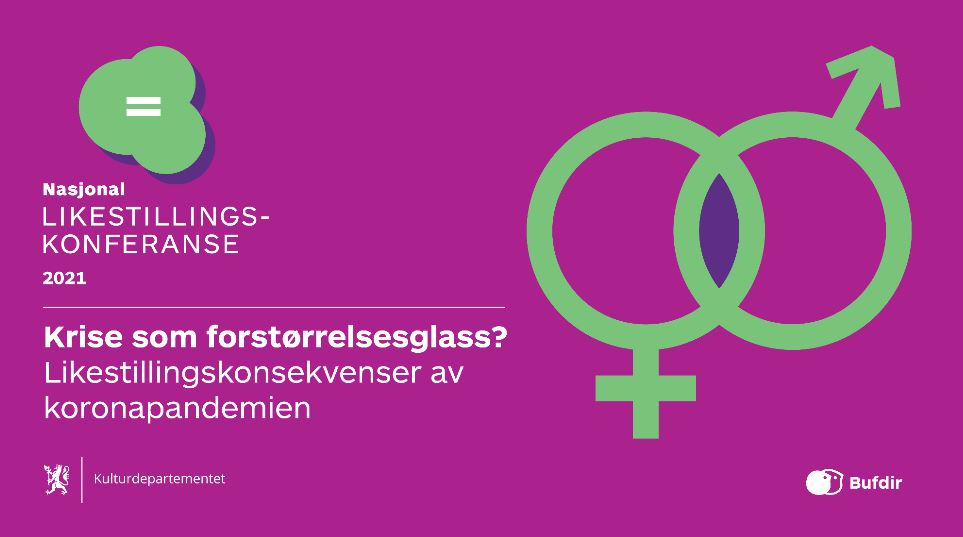 =
Nasjonal
LIKESTILLINGS-
KONFERANSE
2021
Krise som forstørrelsesglass?
Likestillingskonsekvenser av
koronapandemien
Kulturdepartementet
Bufdir